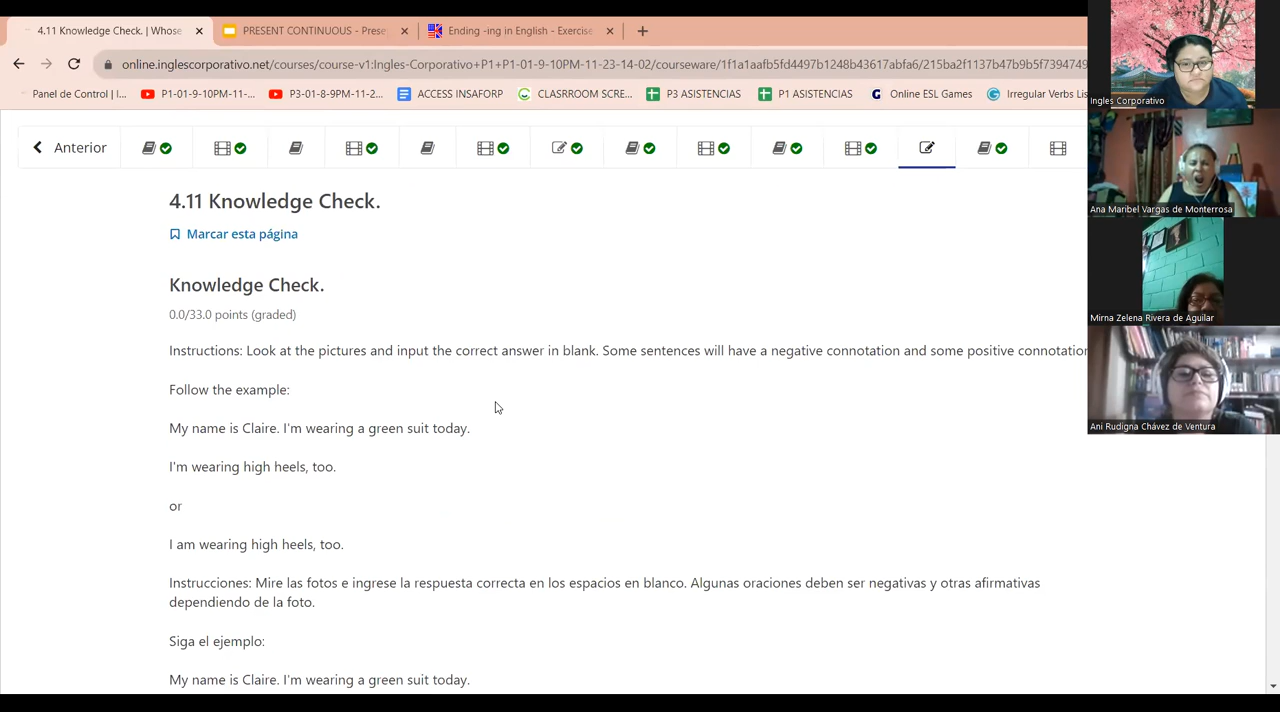 4.11 Knowledge Check. | Whose
PRESENT CONTINUOUS - Prese
Ending -ing in English - Exercise
online.inglescorporativo.net/courses/course-v1:Ingles-Corporativo+P1+P1-01-9-10PM-11-23-14-02/courseware/1f1a1aafb5fd4497b1248b43617abfa6/215ba2f1137b47b9b5f7394749
Panel de Control | I...
P1-01-9-10PM-11-...
P3-01-8-9PM-11-2...
ACCESS INSAFORP
CLASRROOM SCRE...
P3 ASISTENCIAS
P1 ASISTENCIAS
Online ESL Games
Irregular Verbs Lis
Anterior
4.11 Knowledge Check.
Marcar esta página
Knowledge Check.
0.0/33.0 points (graded)
Instructions: Look at the pictures and input the correct answer in blank. Some sentences will have a negative connotation and some positive connotation
Follow the example:
My name is Claire. I'm wearing a green suit today.
I'm wearing high heels, too.
or
I am wearing high heels, too.
Instrucciones: Mire las fotos e ingrese la respuesta correcta en los espacios en blanco. Algunas oraciones deben ser negativas y otras afirmativas
dependiendo de la foto.
Siga el ejemplo:
My name is Claire. I'm wearing a green suit today.
Ingles Corporativo
Ana Maribel Vargas de Monterrosa
Mirna Zelena Rivera de Aguilar
Ani Rudigna Chávez de Ventura